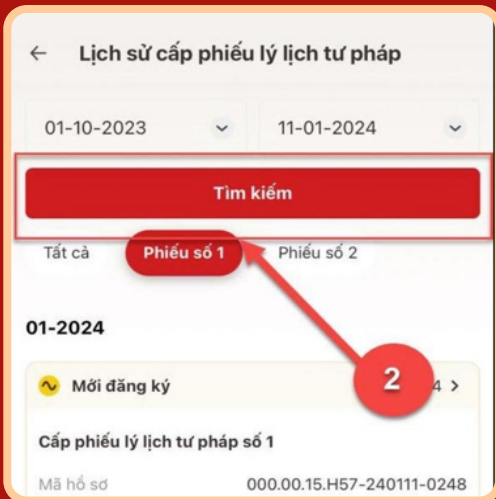 Lịch sử cấp phiếu lý lịch tư pháp
01-10-2023 11-01-2024
Tìm kiếm
Tất cả Phiếu số 1 Phiếu số 2
01-2024
Mới đăng ký 4
2
Cấp phiếu lý lịch tư pháp số 1
Mã hồ sơ 000.00.15.H57-240111-0248